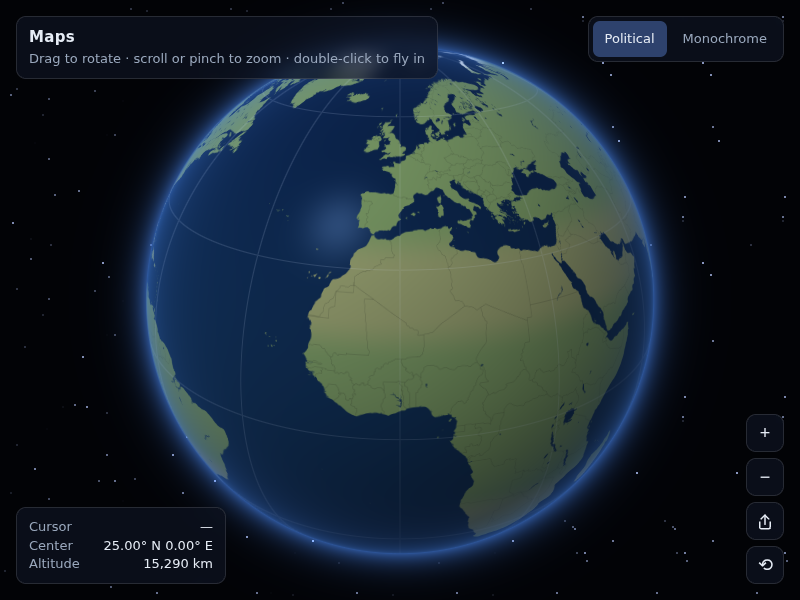 Maps
Drag to rotate · scroll or pinch to zoom · double-click to fly in
Political Monochrome
+
−
⟲
Cursor —
Center 25.00° N 0.00° E
Altitude 15,290 km